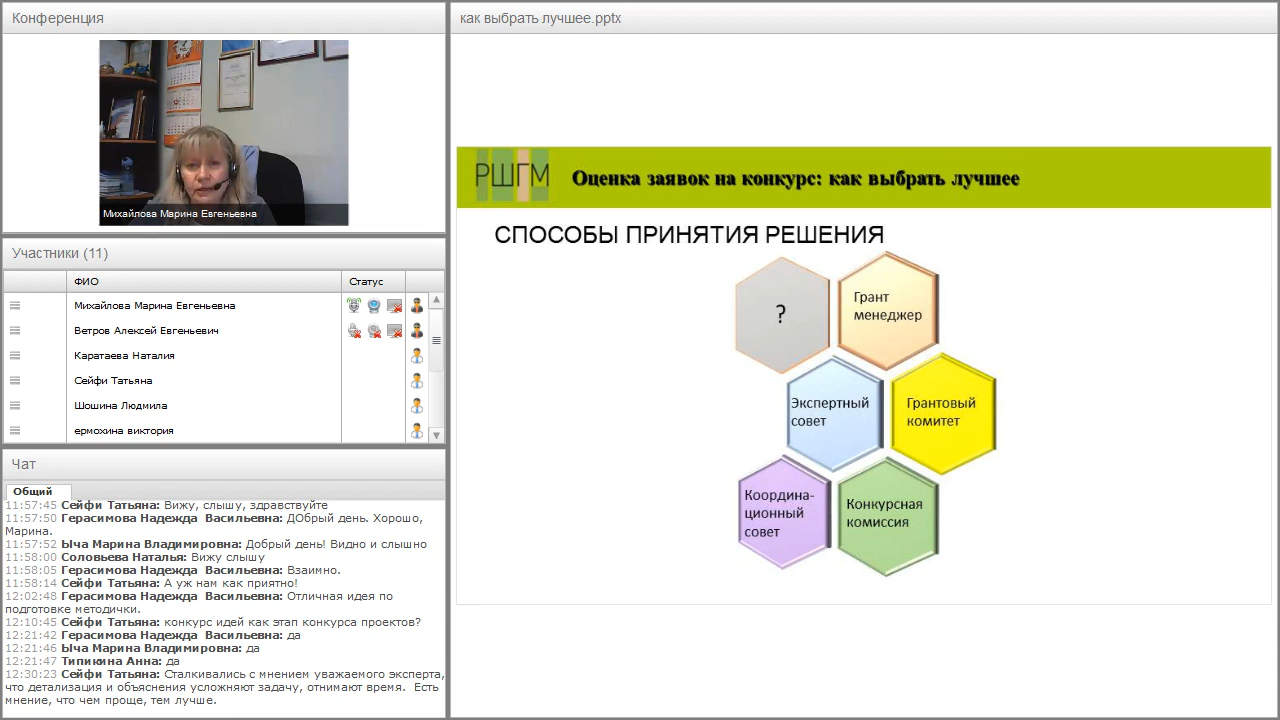 Конференция
Михайлова Марина Евгеньевна
Участники (11)
ФИО
Статус
Михайлова Марина Евгеньевна
Ветров Алексей Евгеньевич
Каратаева Наталия
Сейфи Татьяна
Шошина Людмила
ермохина виктория
Чат
Общий
11:57:45 Сейфи Татьяна: Вижу, слышу, здравствуйте
11:57:50 Герасимова Надежда Васильевна: ДОбрый день. Хорошо,
Марина.
11:57:52 Ыча Марина Владимировна: Добрый день! Видно и слышно
11:58:00 Соловьева Наталья: Вижу слышу
11:58:05 Герасимова Надежда Васильевна: Взаимно.
11:58:14 Сейфи Татьяна: А уж нам как приятно!
12:02:48 Герасимова Надежда Васильевна: Отличная идея по
подготовке методички.
12:10:45 Сейфи Татьяна: конкурс идей как этап конкурса проектов?
12:21:42 Герасимова Надежда Васильевна: да
12:21:46 Ыча Марина Владимировна: да
12:21:47 Типикина Анна: да
12:30:23 Сейфи Татьяна: Сталкивались с мнением уважаемого эксперта,
что детализация и объяснения усложняют задачу, отнимают время. Есть
мнение, что чем проще, тем лучше.
как выбрать лучшее.pptx
РШГМ
Оценка заявок на конкурс: как выбрать лучшее
СПОСОБЫ ПРИНЯТИЯ РЕШЕНИЯ
?
Грант
менеджер
Экспертный
совет
Грантовый
комитет
Координа-
ционный
совет
Конкурсная
комиссия